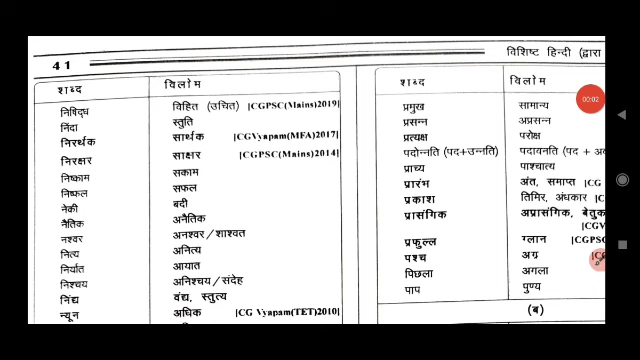 41
विशिष्ट हिन्दी (द्वारा
शब्द विलोम
निषिद्ध विहित (उचित) |CGPSC(Mains)2019|
निंदा स्तुति
निरर्थक सार्थक |CGVyapam(MFA)2017|
निरक्षर साक्षर |CGPSC(Mains)2014|
निष्काम सकाम
निष्फल सफल
नेकी बदी
नैतिक अनैतिक
नश्वर अनश्वर/शाश्वत
नित्य अनित्य
निर्यात आयात
निश्चय अनिश्चय/संदेह
निंद्य वंद्य, स्तुत्य
न्यून अधिक |CG Vyapam(TET)2010|
शब्द विलोम
प्रमुख सामान्य
प्रसन्न अप्रसन्न
प्रत्यक्ष परोक्ष
पदोन्नति (पद+उन्नति) पदावनति (पद +
प्राच्य पाश्चात्य
प्रारंभ अंत, समाप्त |CG
प्रकाश तिमिर, अंधकार |C
प्रासंगिक अप्रासंगिक, बेतुक
|CGV
प्रफुल्ल ग्लान |CGPSC
पश्च अग्र
पिछला अगला
पाप पुण्य
(ब)
00:02